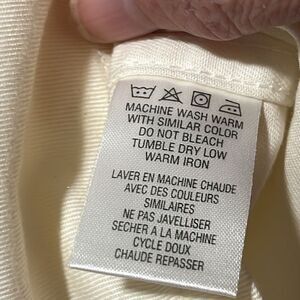 MACHINE WASH WARM
WITH SIMILAR COLOR
DO NOT BLEACH
TUMBLE DRY LOW
WARM IRON
LAVER EN MACHINE CHAUDE
AVEC DES COULEURS
SIMILAIRES
NE PAS JAVELLISER
SECHER A LA MACHINE
CYCLE DOUX
CHAUDE REPASSER